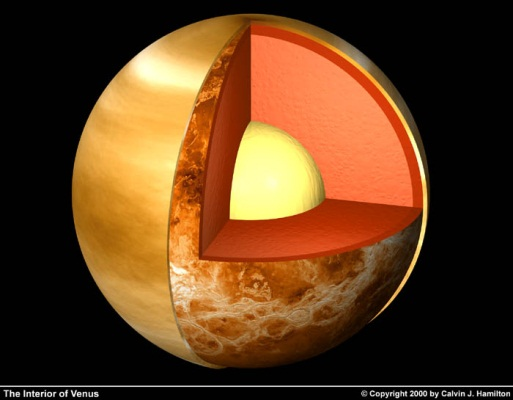 The Interior of Venus
© Copyright 2000 by Calvin J. Hamilton